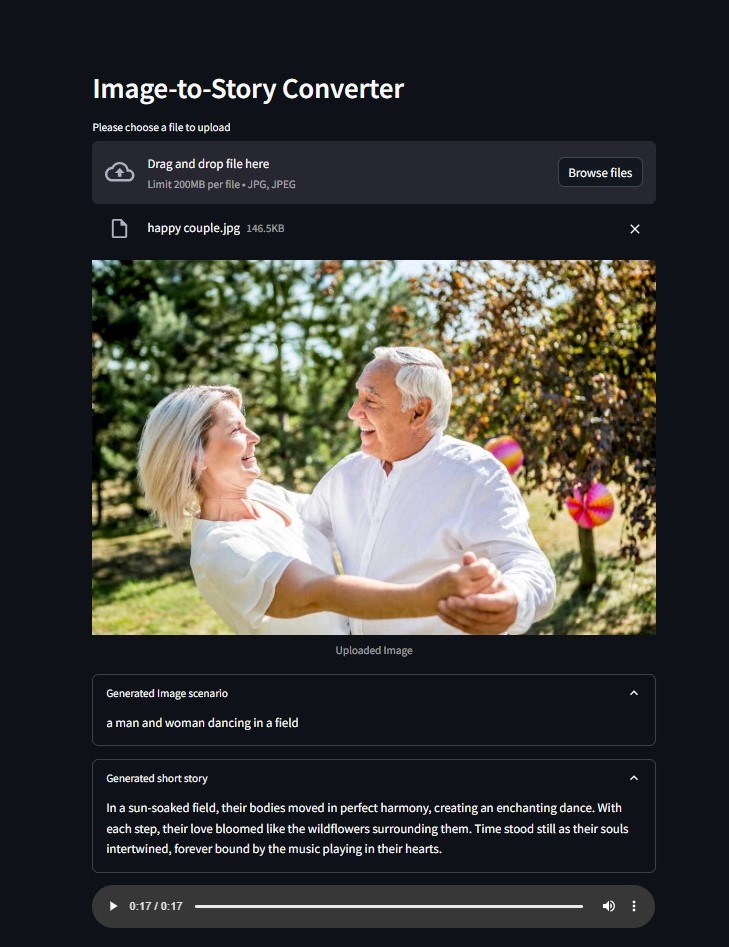 Image-to-Story Converter
Please choose a file to upload
Drag and drop file here
Limit 200MB per file • JPG, JPEG
Browse files
happy couple.jpg 146.5KB
Uploaded Image
Generated Image scenario
a man and woman dancing in a field
Generated short story
In a sun-soaked field, their bodies moved in perfect harmony, creating an enchanting dance. With
each step, their love bloomed like the wildflowers surrounding them. Time stood still as their souls
intertwined, forever bound by the music playing in their hearts.
0:17 / 0:17